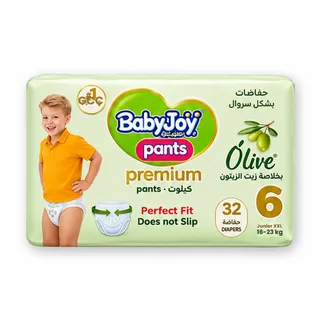 #1
GCC
BabyJoy
pants
premium
pants - كيلوت
Perfect Fit
Does not Slip
حفاضات
بشكل سروال
Olive
بخلاصة زيت الزيتون
32
حفاضة
DIAPERS
6
Junior XXL
16-23 kg